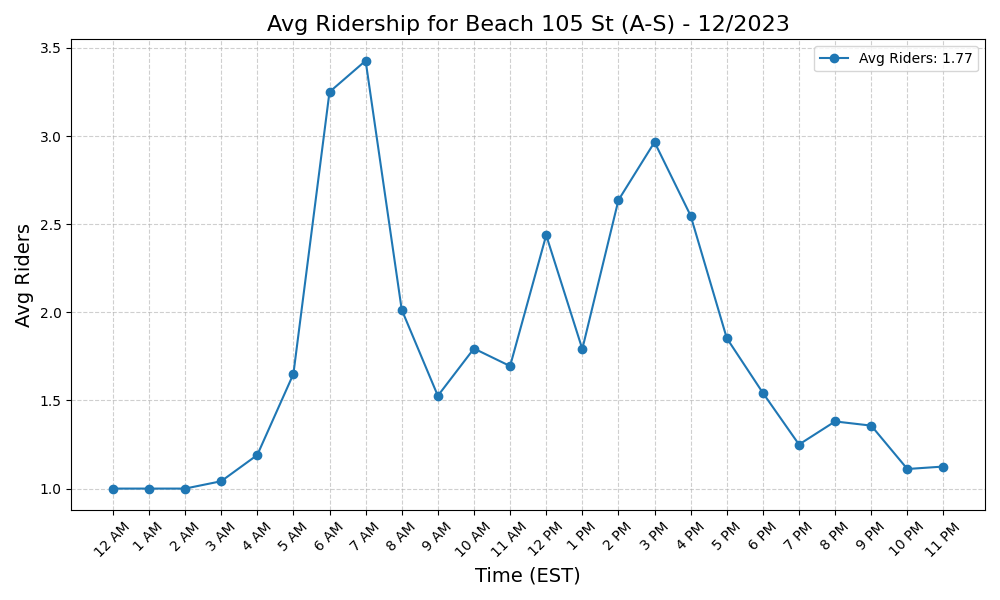 Avg Ridership for Beach 105 St (A-S) - 12/2023
Avg Riders: 1.77
Avg Riders
3.5
3.0
2.5
2.0
1.5
1.0
12 AM
1 AM
2 AM
3 AM
4 AM
5 AM
6 AM
7 AM
8 AM
9 AM
10 AM
11 AM
12 PM
1 PM
2 PM
3 PM
4 PM
5 PM
6 PM
7 PM
8 PM
9 PM
10 PM
11 PM
Time (EST)